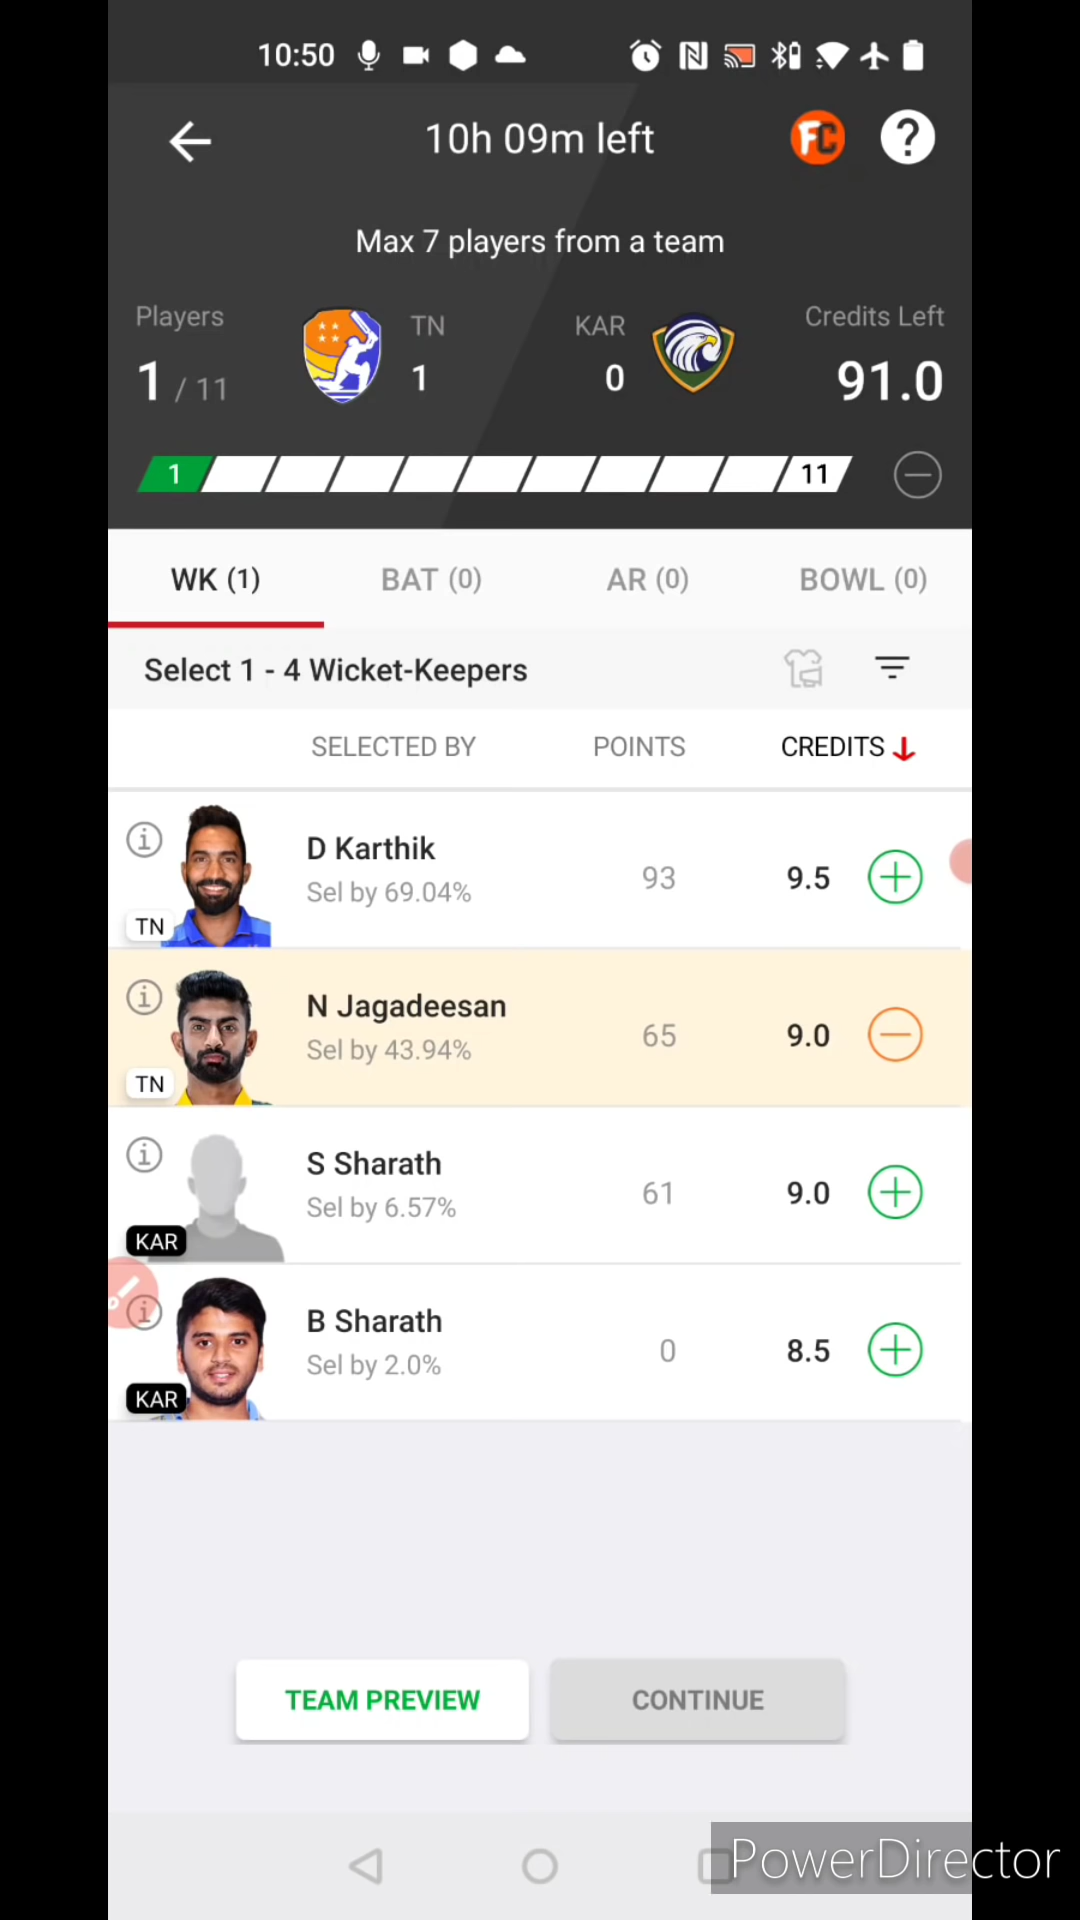 10:50
10h 09m left
FC
?
Max 7 players from a team
Players
TN
KAR
Credits Left
1 / 11
1
0
91.0
1
11
WK (1)
BAT (0)
AR (0)
BOWL (0)
Select 1 - 4 Wicket-Keepers
SELECTED BY
POINTS
CREDITS
D Karthik
Sel by 69.04%
93
9.5
TN
N Jagadeesan
Sel by 43.94%
65
9.0
TN
S Sharath
Sel by 6.57%
61
9.0
KAR
B Sharath
Sel by 2.0%
0
8.5
KAR
TEAM PREVIEW
CONTINUE
PowerDirector